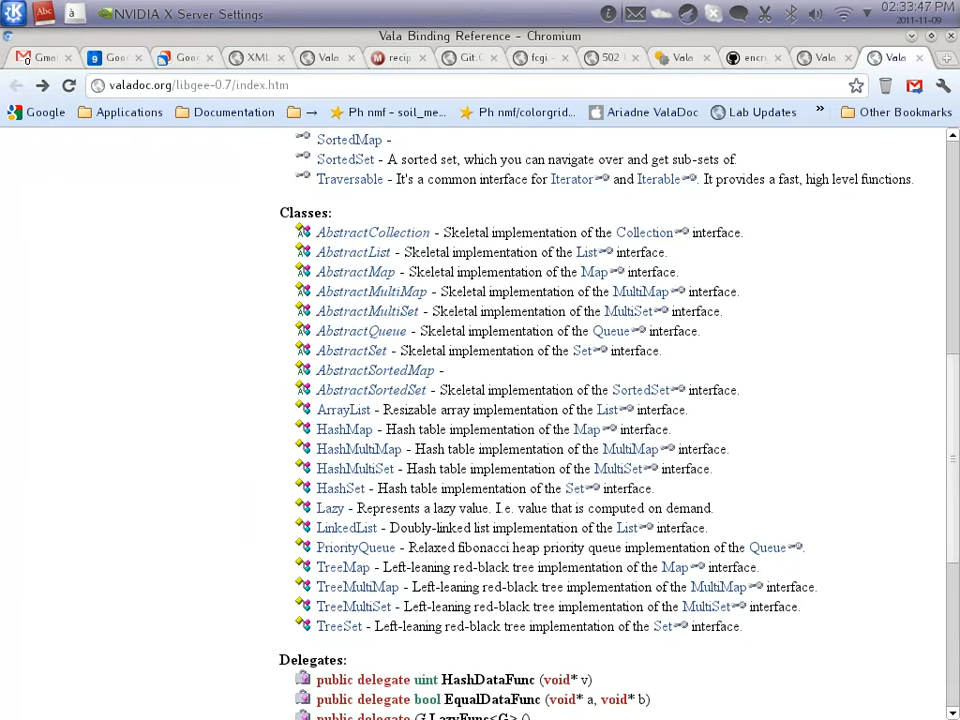 Abc
à
NVIDIA X Server Settings
02:33:47 PM
2011-11-09
Vala Binding Reference - Chromium
Gma
Goo
Goo
XML
Vala
recip
Git.G
fcgi -
502
Vala
encry
Vala
Vala
valadoc.org/libgee-0.7/index.htm
Google
Applications
Documentation
→
Ph nmf - soil_me...
Ph nmf/colorgrid...
Ariadne ValaDoc
Lab Updates
»
Other Bookmarks
SortedMap -
SortedSet - A sorted set, which you can navigate over and get sub-sets of.
Traversable - It's a common interface for Iterator and Iterable. It provides a fast, high level functions.
Classes:
AbstractCollection - Skeletal implementation of the Collection interface.
AbstractList - Skeletal implementation of the List interface.
AbstractMap - Skeletal implementation of the Map interface.
AbstractMultiMap - Skeletal implementation of the MultiMap interface.
AbstractMultiSet - Skeletal implementation of the MultiSet interface.
AbstractQueue - Skeletal implementation of the Queue interface.
AbstractSet - Skeletal implementation of the Set interface.
AbstractSortedMap -
AbstractSortedSet - Skeletal implementation of the SortedSet interface.
ArrayList - Resizable array implementation of the List interface.
HashMap - Hash table implementation of the Map interface.
HashMultiMap - Hash table implementation of the MultiMap interface.
HashMultiSet - Hash table implementation of the MultiSet interface.
HashSet - Hash table implementation of the Set interface.
Lazy - Represents a lazy value. I.e. value that is computed on demand.
LinkedList - Doubly-linked list implementation of the List interface.
PriorityQueue - Relaxed fibonacci heap priority queue implementation of the Queue.
TreeMap - Left-leaning red-black tree implementation of the Map interface.
TreeMultiMap - Left-leaning red-black tree implementation of the MultiMap interface.
TreeMultiSet - Left-leaning red-black tree implementation of the MultiSet interface.
TreeSet - Left-leaning red-black tree implementation of the Set interface.
Delegates:
public delegate uint HashDataFunc (void* v)
public delegate bool EqualDataFunc (void* a, void* b)
public delegate G LazyFunc<G> ()